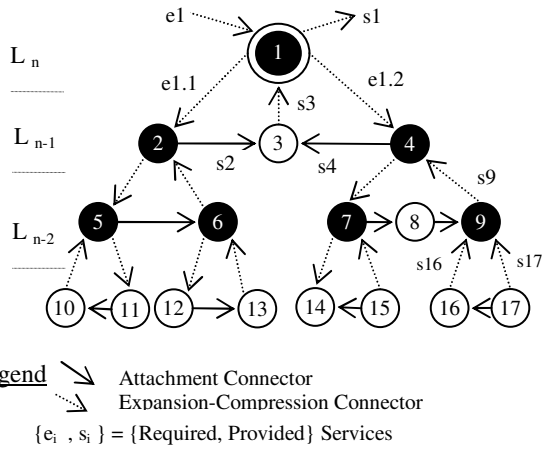 e1 s1
1
L n
e1.1 e1.2
s3
L n-1
2 3 4
s2 s4
s9
L n-2
5 6 7 8 9
s16 s17
10 11 12 13 14 15 16 17
gend
Attachment Connector
Expansion-Compression Connector
{e i , s i } = {Required, Provided} Services